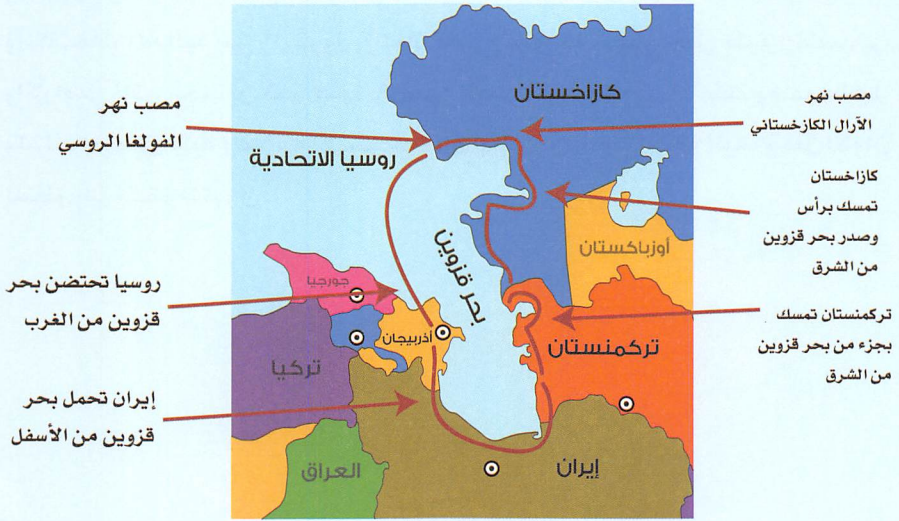 كازاخستان
مصب نهر
الآرال الكازخستاني
مصب نهر
الفولغا الروسي
روسيا الاتحادية
كازاخستان
تمسك برأس
وصدر بحر قزوين
من الشرق
أوزباكستان
بحر قزوين
روسيا تحتضن بحر
قزوين من الغرب
جورجيا
أذربيجان
تركمنستان
تركمنستان تمسك
بجزء من بحر قزوين
من الشرق
تركيا
إيران تحمل بحر
قزوين من الأسفل
العراق
إيران